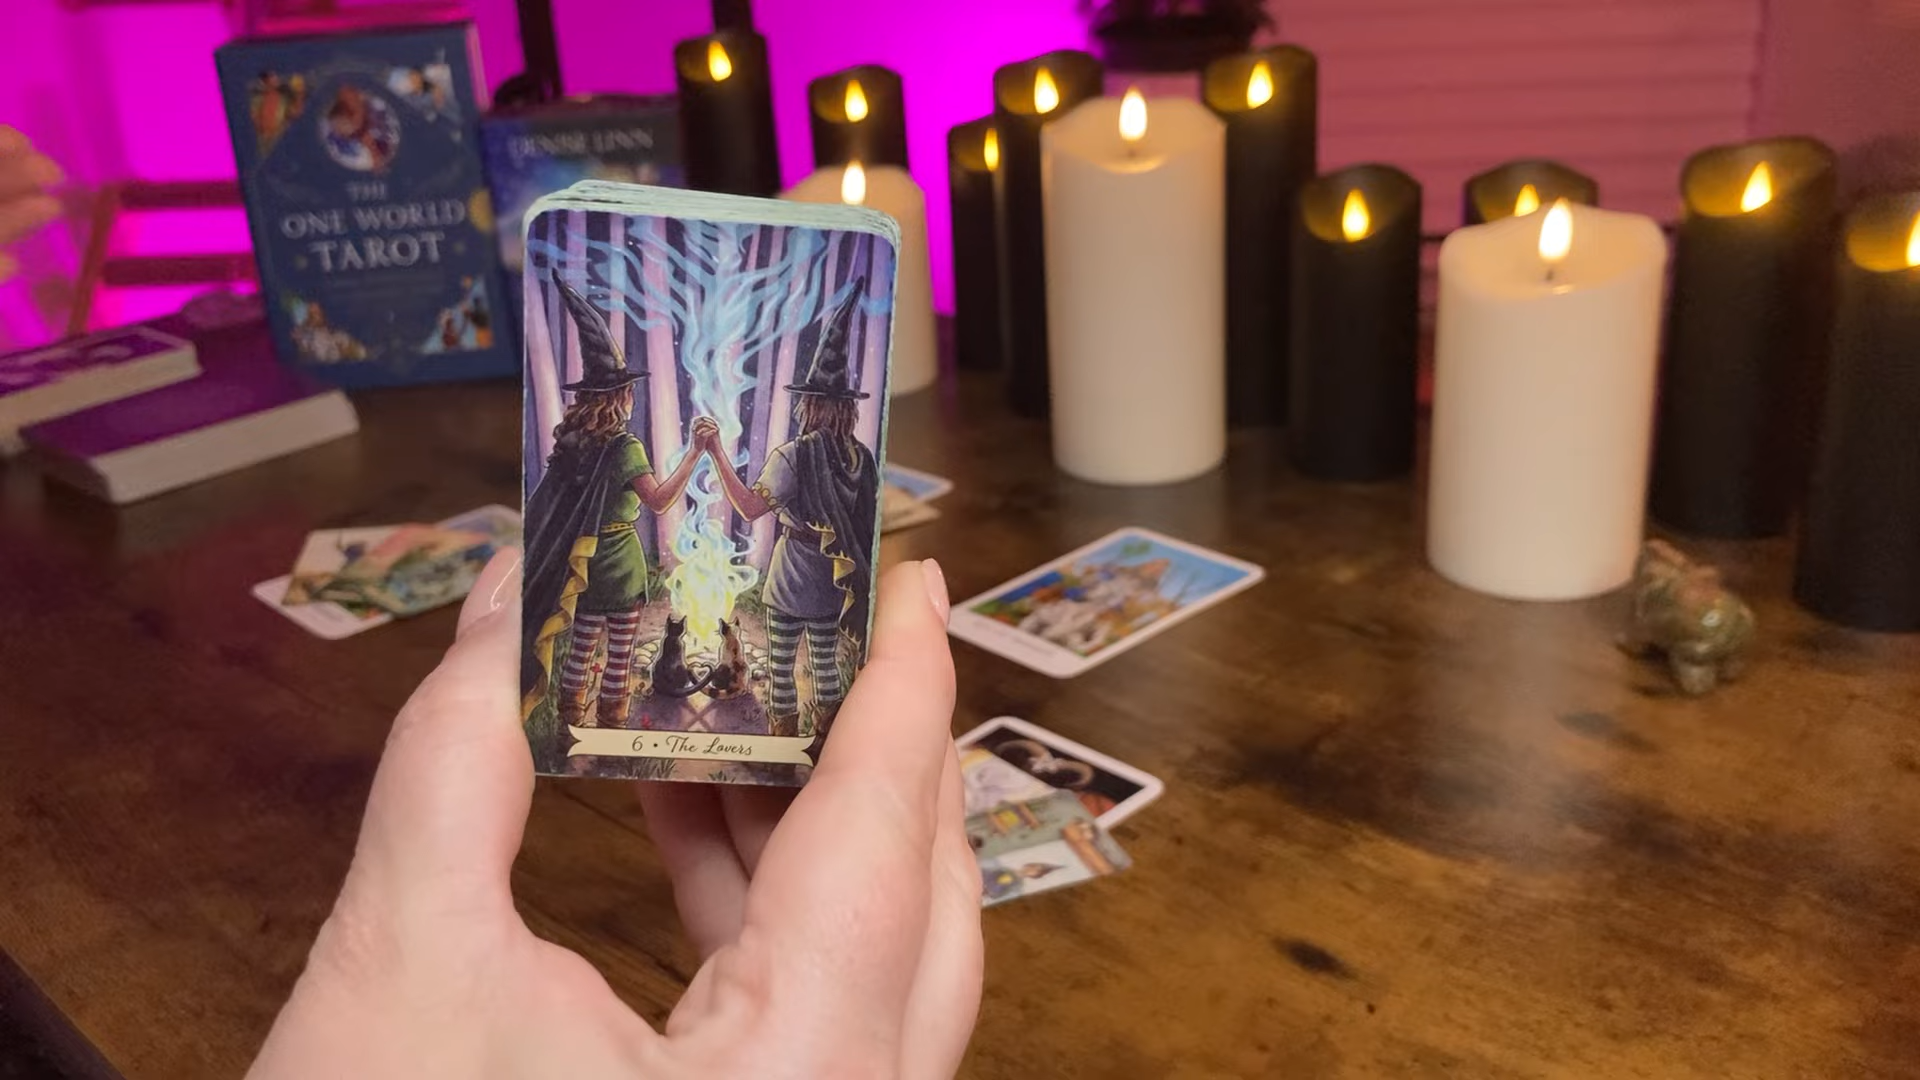 THE
ONE WORLD
TAROT
DENISE LINN
6 • The Lovers